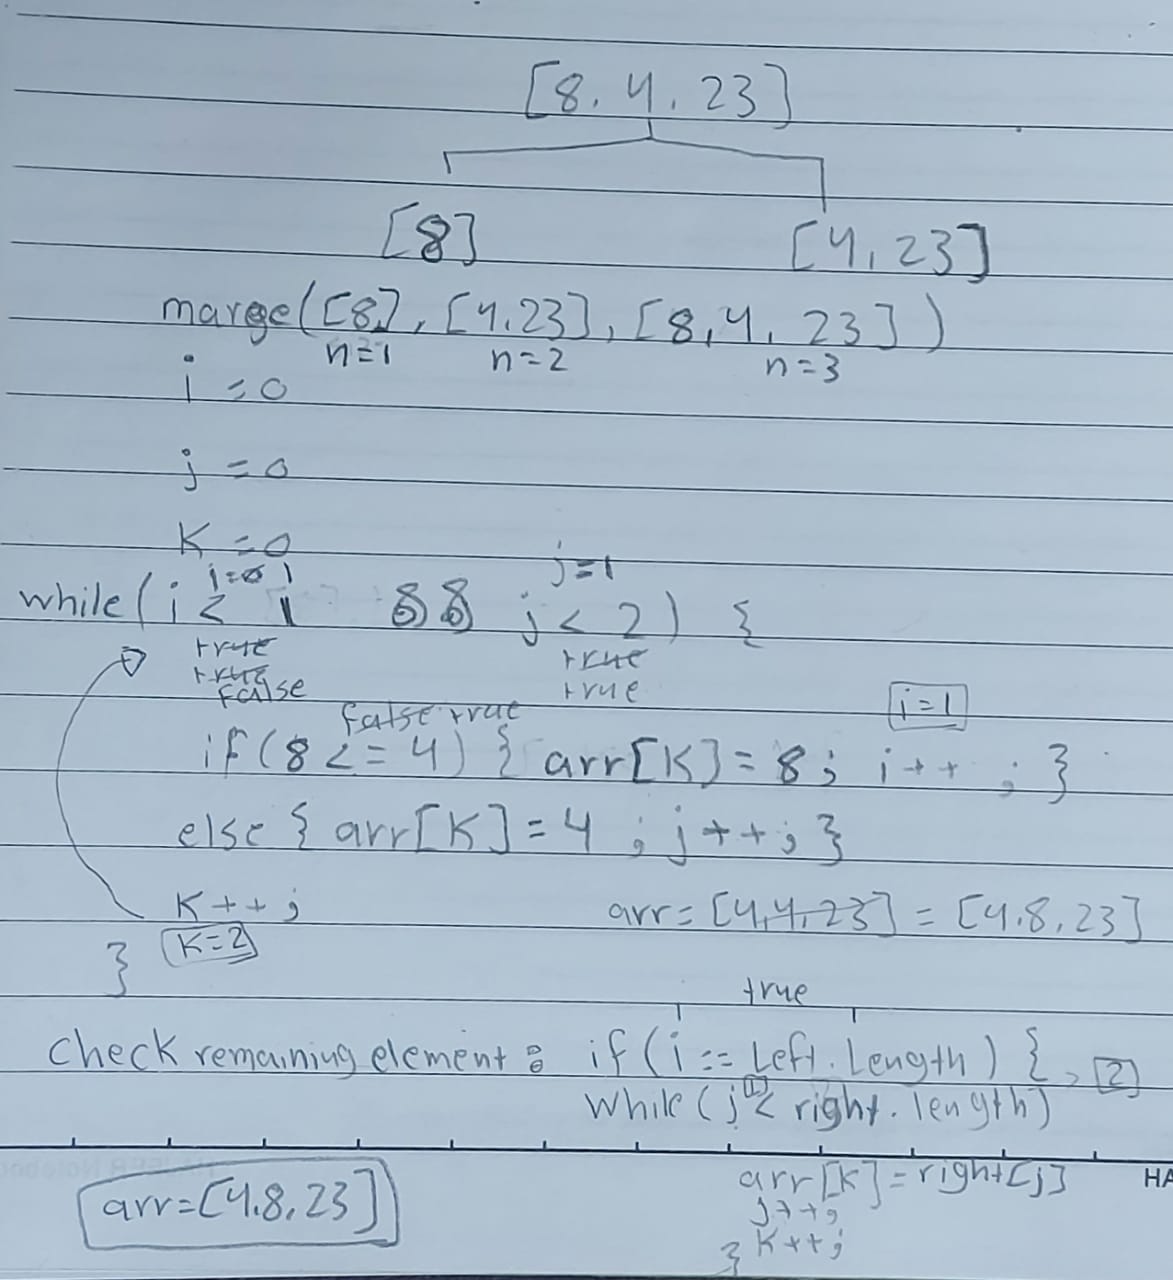 [8, 4, 23]
[8] [4, 23]
marge([8], [4,23], [8,4, 23])
n=1 n=2 n=3
i=0
j=0
K=0
i=0 1 j=1
while(i < 1 && j < 2) {
true true
true true
false
false true i=1
if(8 <= 4) { arr[K]=8; i++ ; }
else { arr[K]=4 ; j++; }
K++; arr=[4,4,23] = [4,8,23]
K=2
}
true
Check remaining element : if(i == Left.Length) { 2
1
While(j < right.length)
arr[K]=right[j]
HA
arr=[4,8,23]
j++;
K++;
}